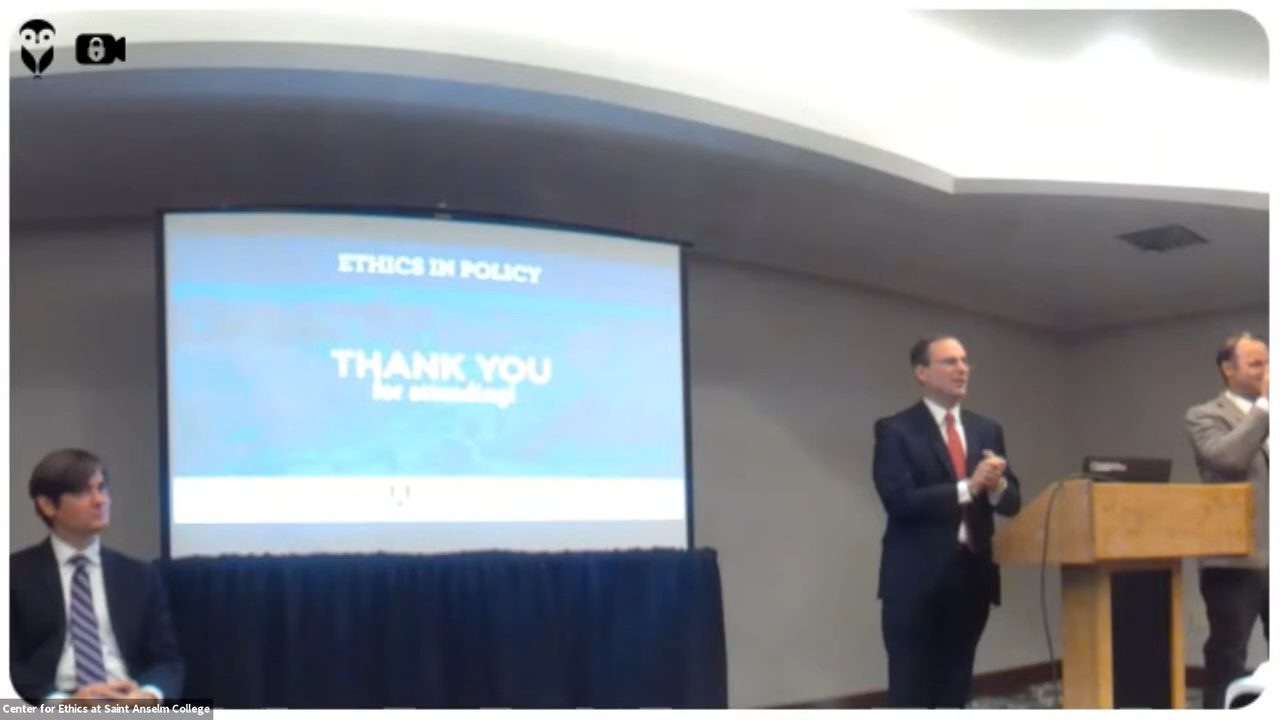 ETHICS IN POLICY
THANK YOU
for attending!
Center for Ethics at Saint Anselm College